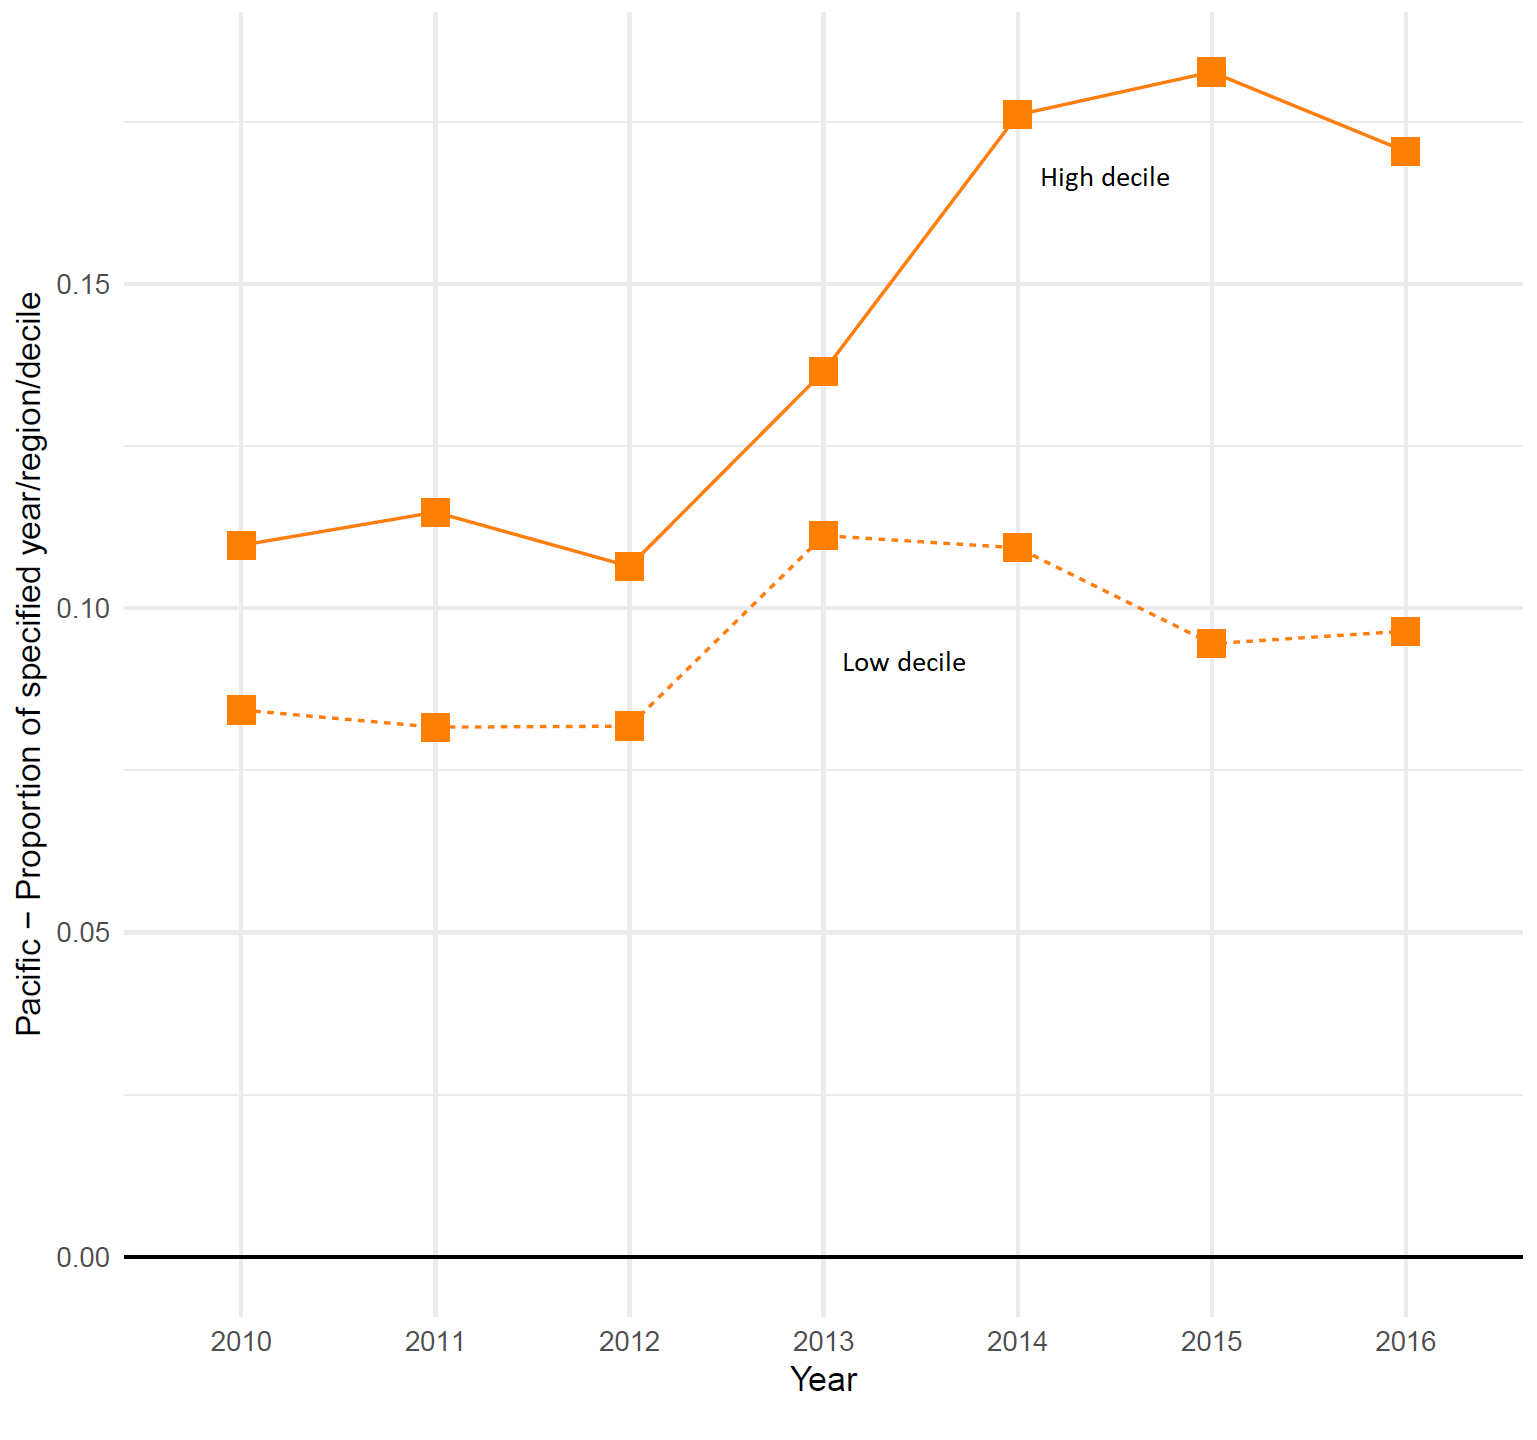 Pacific − Proportion of specified year/region/decile
0.15
0.10
0.05
0.00
High decile
Low decile
2010 2011 2012 2013 2014 2015 2016
Year